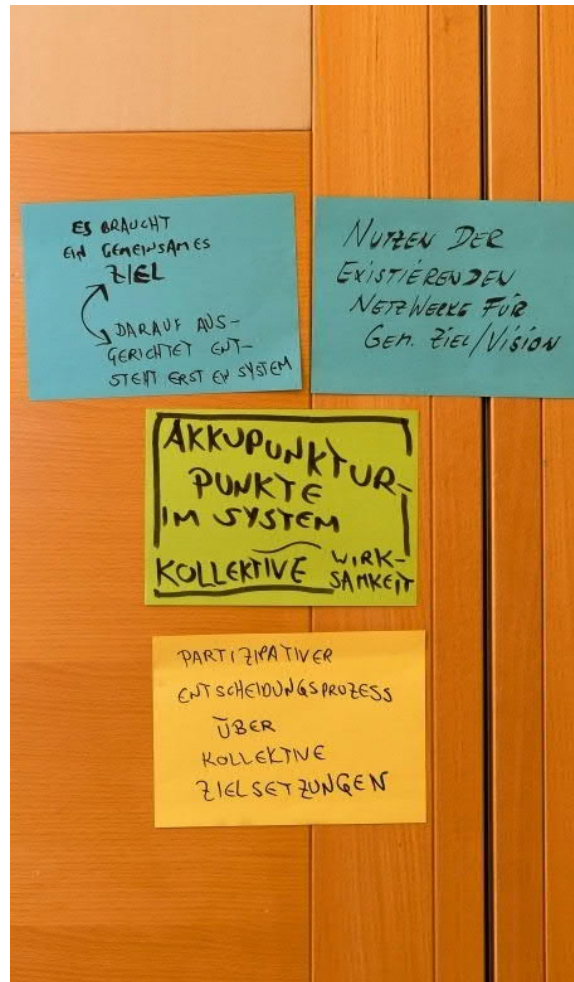 ES BRAUCHT
EIN GEMEINSAMES
ZIEL
DARAUF AUS-
GERICHTET ENT-
STEHT ERST EIN SYSTEM
NUTZEN DER
EXISTIERENDEN
NETZWERKE FÜR
GEM. ZIEL/VISION
AKKUPUNKTUR-
PUNKTE
IM SYSTEM
KOLLEKTIVE WIRK-
SAMKEIT
PARTIZIPATIVER
ENTSCHEIDUNGSPROZESS
ÜBER
KOLLEKTIVE
ZIELSETZUNGEN